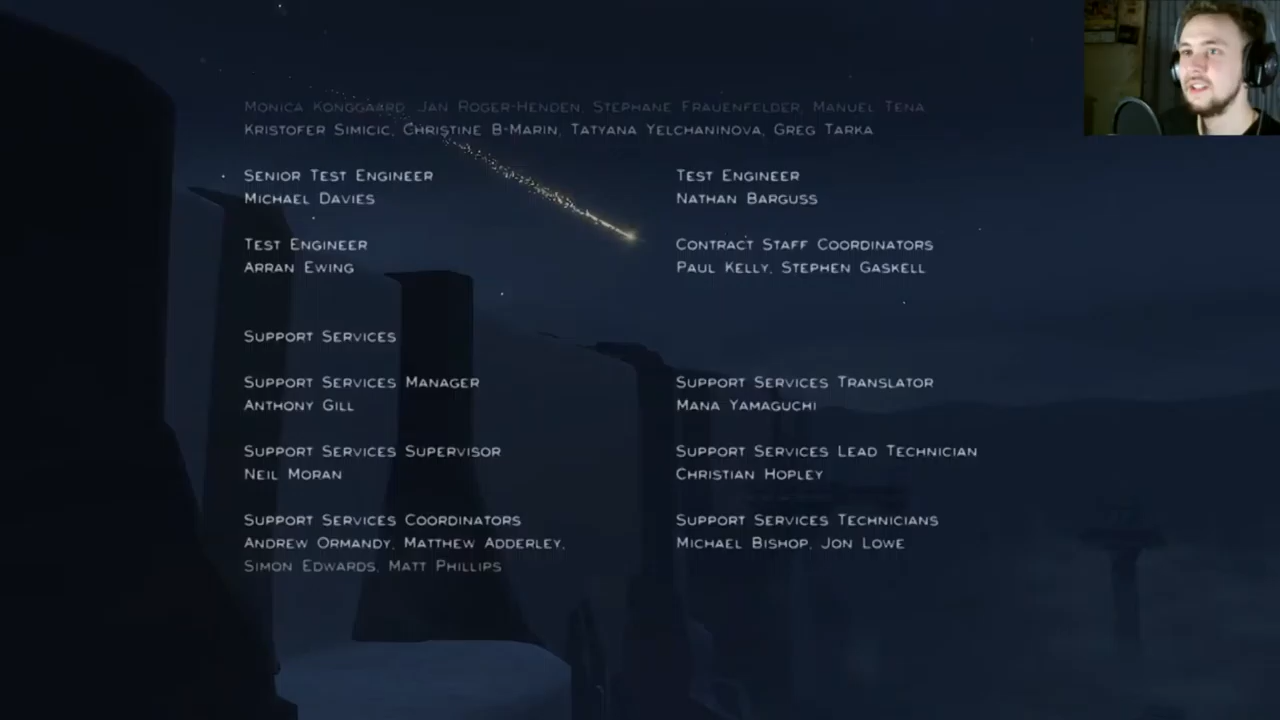 Monica Konggaard, Jan Roger-Henden, Stephane Frauenfelder, Manuel Tena
Kristofer Simicic, Christine B-Marin, Tatyana Yelchaninova, Greg Tarka
Senior Test Engineer
Michael Davies
Test Engineer
Nathan Barguss
Test Engineer
Arran Ewing
Contract Staff Coordinators
Paul Kelly, Stephen Gaskell
Support Services
Support Services Manager
Anthony Gill
Support Services Translator
Mana Yamaguchi
Support Services Supervisor
Neil Moran
Support Services Lead Technician
Christian Hopley
Support Services Coordinators
Andrew Ormandy, Matthew Adderley,
Simon Edwards, Matt Phillips
Support Services Technicians
Michael Bishop, Jon Lowe